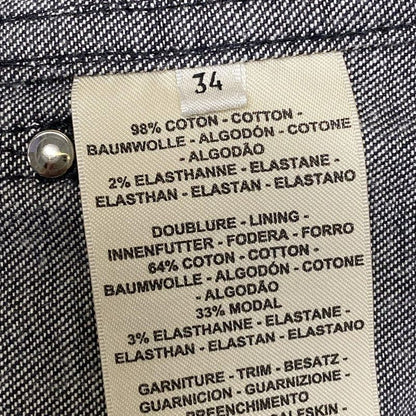 34
98% COTON - COTTON -
BAUMWOLLE - ALGODÓN - COTONE
- ALGODÃO
2% ELASTHANNE - ELASTANE -
ELASTHAN - ELASTAN - ELASTANO
DOUBLURE - LINING -
INNENFUTTER - FODERA - FORRO
64% COTON - COTTON -
BAUMWOLLE - ALGODÓN - COTONE
- ALGODÃO
33% MODAL
3% ELASTHANNE - ELASTANE -
ELASTHAN - ELASTAN - ELASTANO
GARNITURE - TRIM - BESATZ -
GUARNICION - GUARNIZIONE -
PREENCHIMENTO